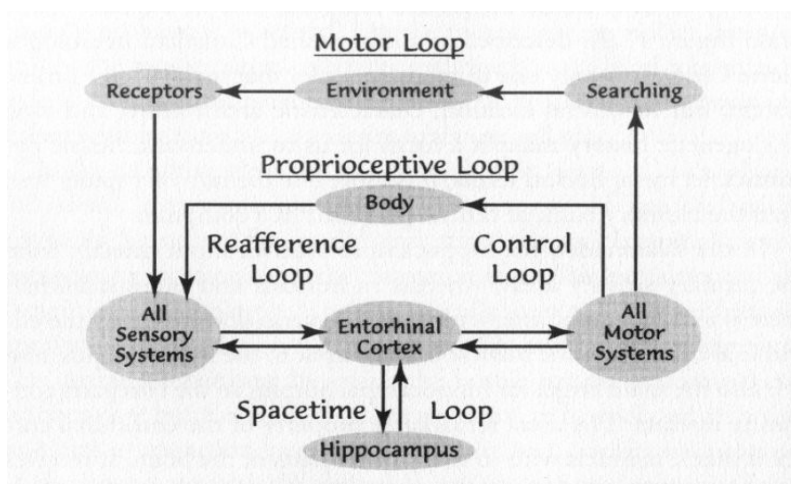 Motor Loop
Receptors Environment Searching
Proprioceptive Loop
Body
Reafference Control
Loop Loop
All Entorhinal All
Sensory Cortex Motor
Systems Systems
Spacetime Loop
Hippocampus